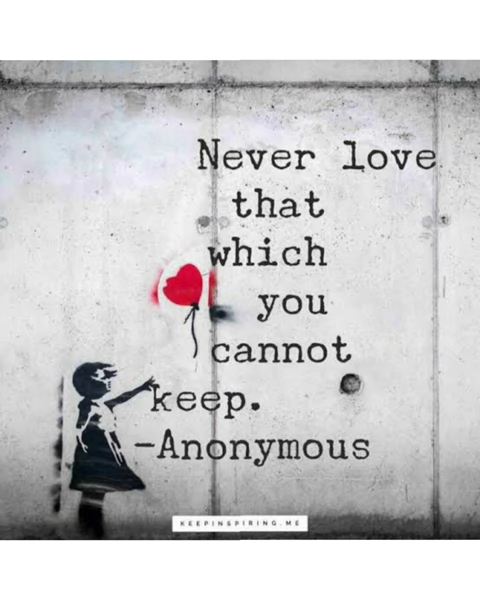 Never love
that
which
you
cannot
keep.
-Anonymous
KEEPINSPIRING.ME